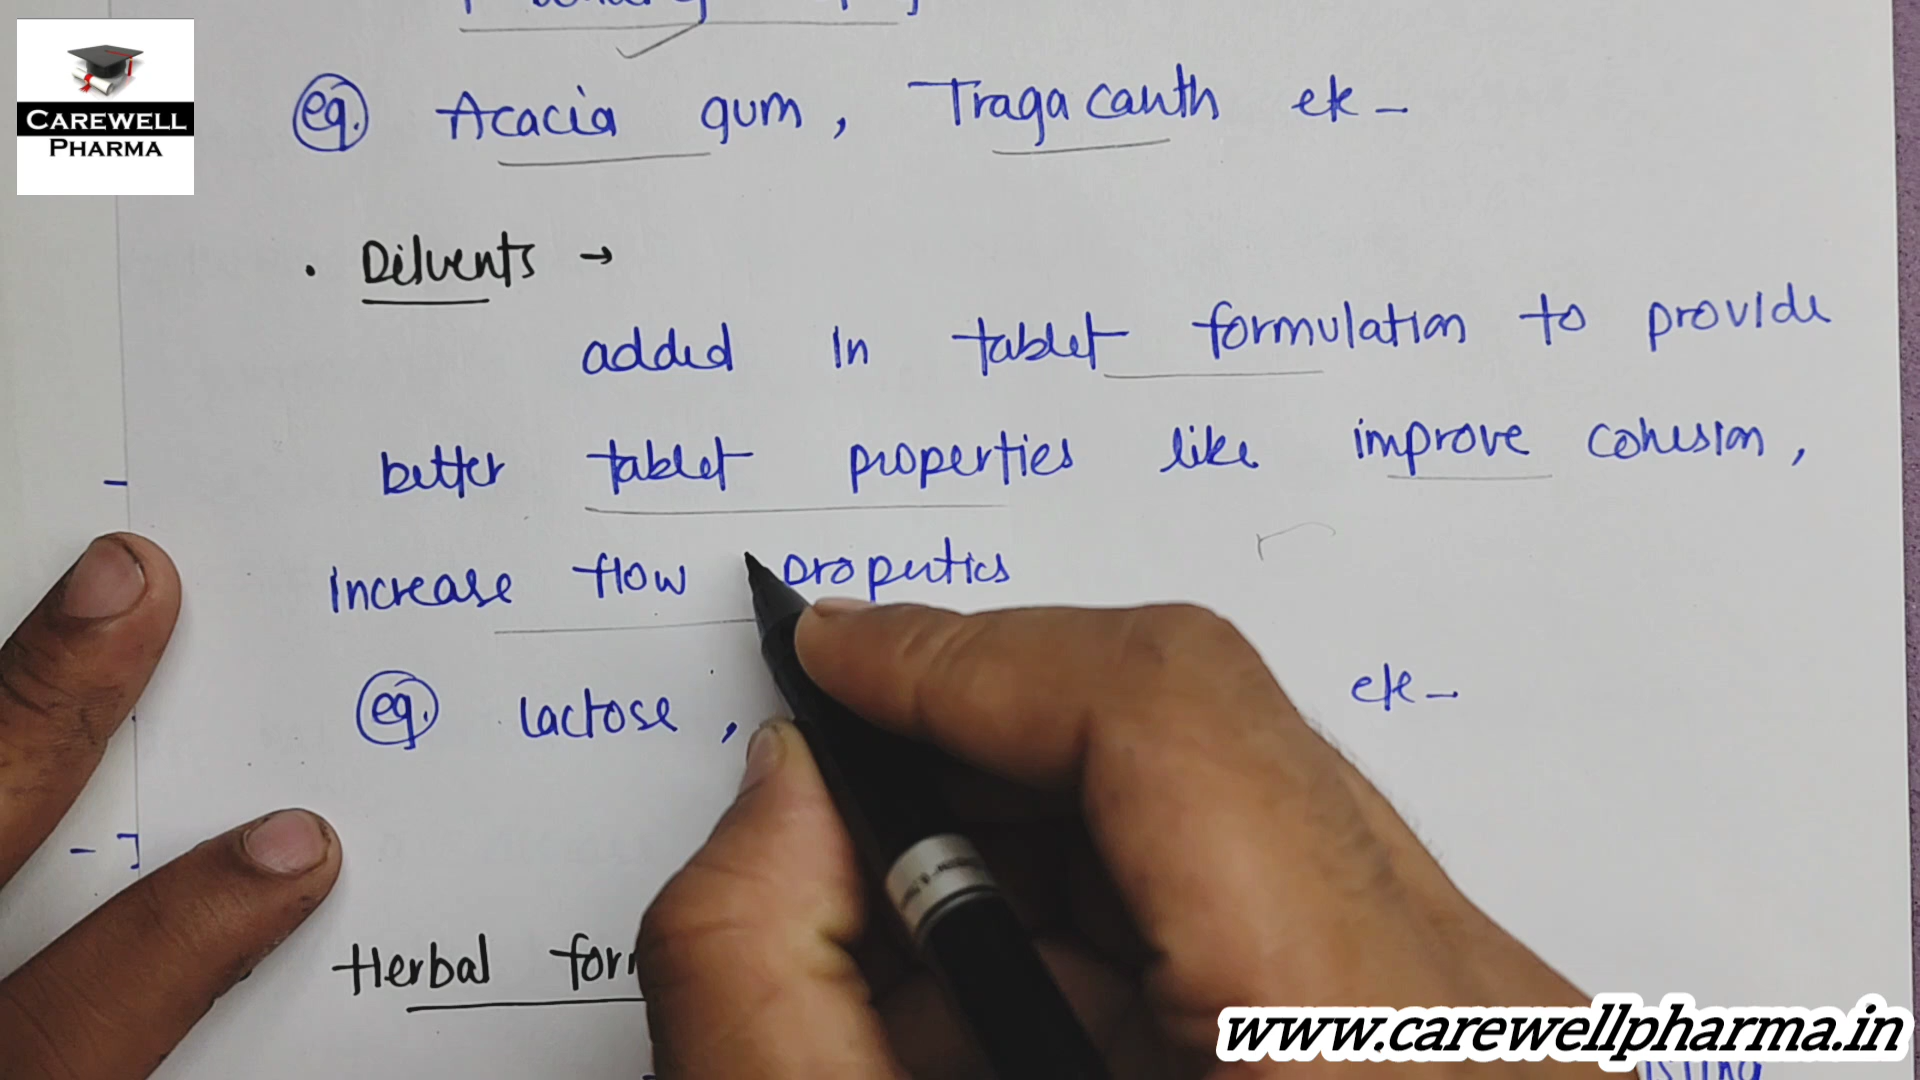 CAREWELL
PHARMA
eg. Acacia gum, Tragacanth etc -
• Diluents →
added in tablet formulation to provide
better tablet properties like improve cohesion,
increase flow properties
eg. Lactose, etc -
Herbal
www.carewellpharma.in